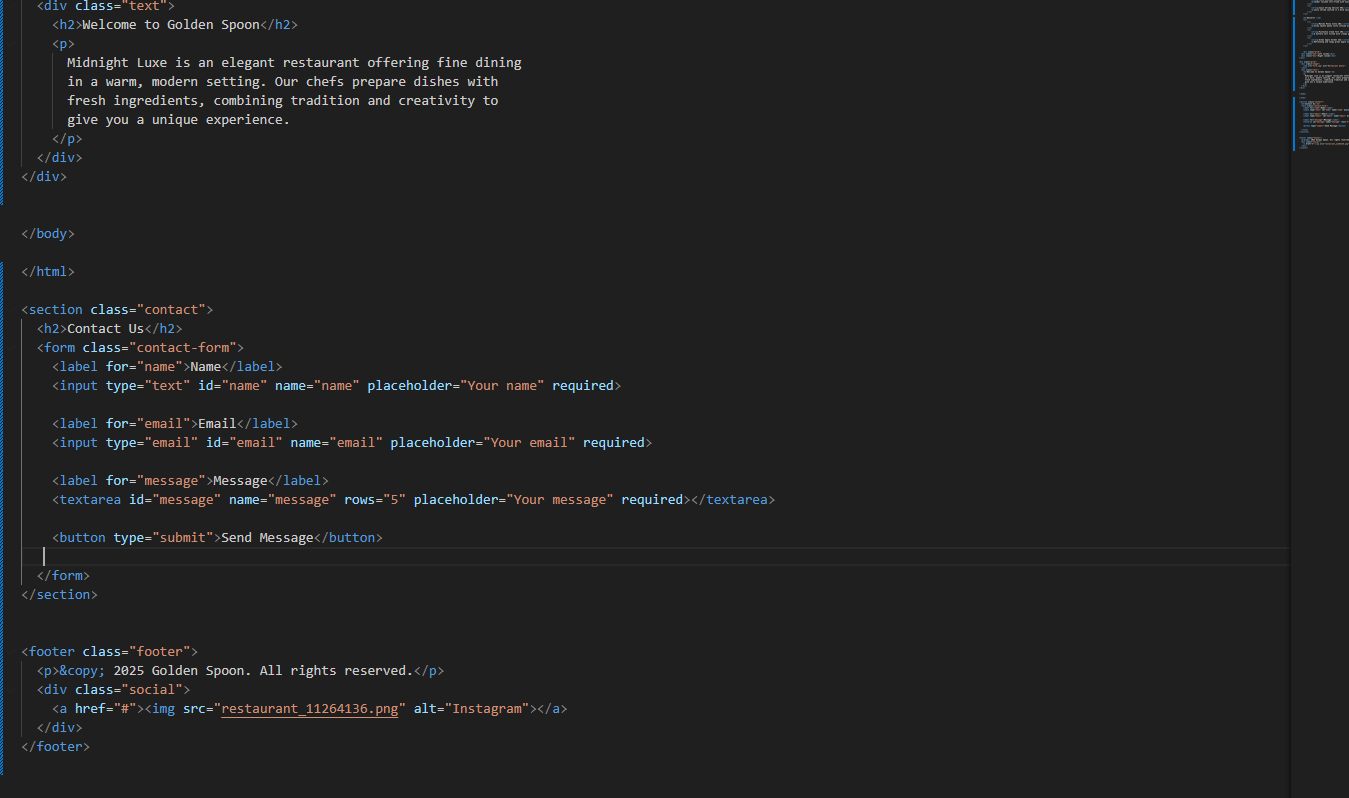 <div class="text">
<h2>Welcome to Golden Spoon</h2>
<p>
Midnight Luxe is an elegant restaurant offering fine dining
in a warm, modern setting. Our chefs prepare dishes with
fresh ingredients, combining tradition and creativity to
give you a unique experience.
</p>
</div>
</div>
</body>
</html>
<section class="contact">
<h2>Contact Us</h2>
<form class="contact-form">
<label for="name">Name</label>
<input type="text" id="name" name="name" placeholder="Your name" required>
<label for="email">Email</label>
<input type="email" id="email" name="email" placeholder="Your email" required>
<label for="message">Message</label>
<textarea id="message" name="message" rows="5" placeholder="Your message" required></textarea>
<button type="submit">Send Message</button>
</form>
</section>
<footer class="footer">
<p>&copy; 2025 Golden Spoon. All rights reserved.</p>
<div class="social">
<a href="#"><img src="restaurant_11264136.png" alt="Instagram"></a>
</div>
</footer>